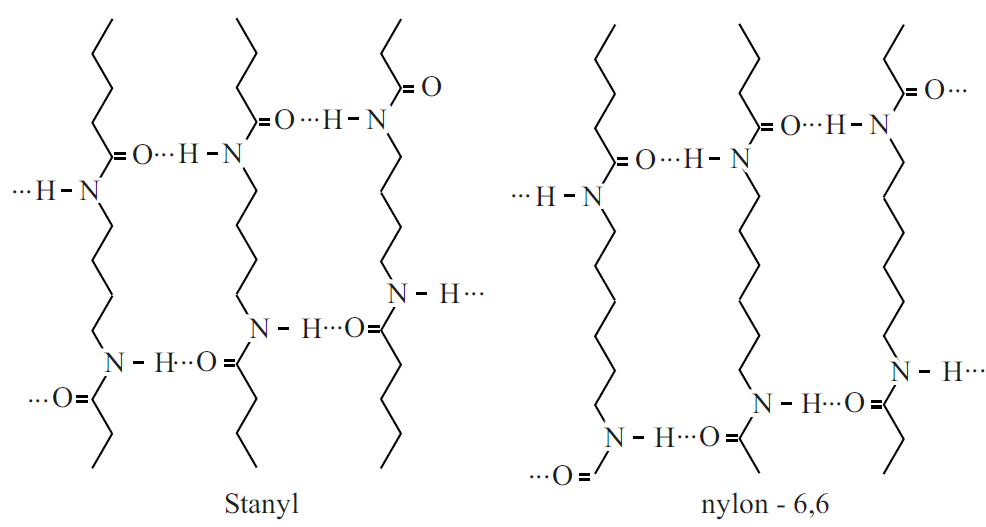 O
O ···H – N
O···H – N
···H – N
N – H···
N – H···O
N – H···O
···O
Stanyl
O···
O···H – N
O···H – N
···H – N
N – H···
N – H···O
N – H···O
···O
nylon - 6,6